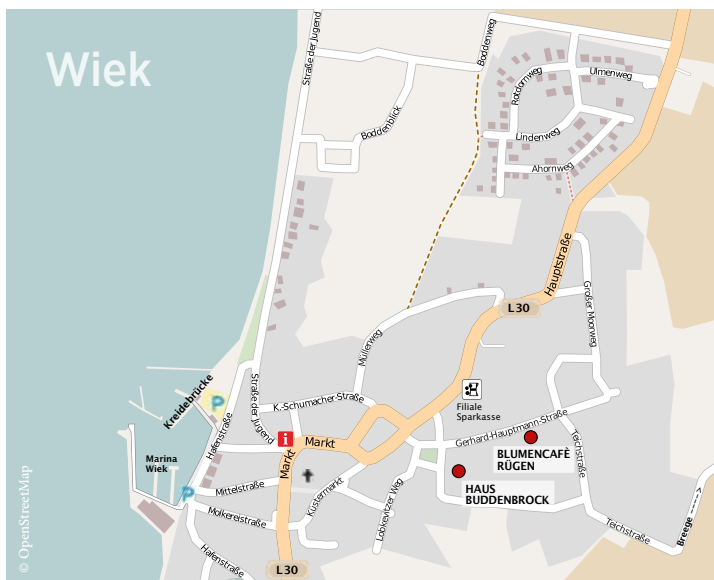 Wiek
Straße der Jugend
Boddenweg
Rotdornweg
Ulmenweg
Boddenblick
Lindenweg
Ahornweg
Hauptstraße
Großer Moorweg
L30
Müllerweg
Kreidebrücke
P
Straße der Jugend
K.-Schumacher-Straße
Filiale
Sparkasse
Hafenstraße
i
Markt
Markt
Gerhard-Hauptmann-Straße
Teichstraße
BLUMENCAFÈ
RÜGEN
HAUS
BUDDENBROCK
Marina
Wiek
P
Mittelstraße
Küstermarkt
Lobkevitzer Weg
Molkereistraße
Teichstraße
Breege ---->
Hafenstraße
L30
© OpenStreetMap